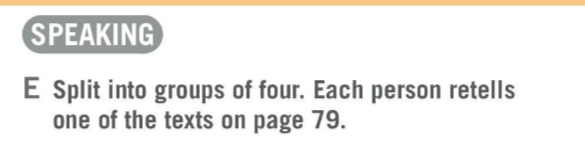 SPEAKING
E Split into groups of four. Each person retells
one of the texts on page 79.